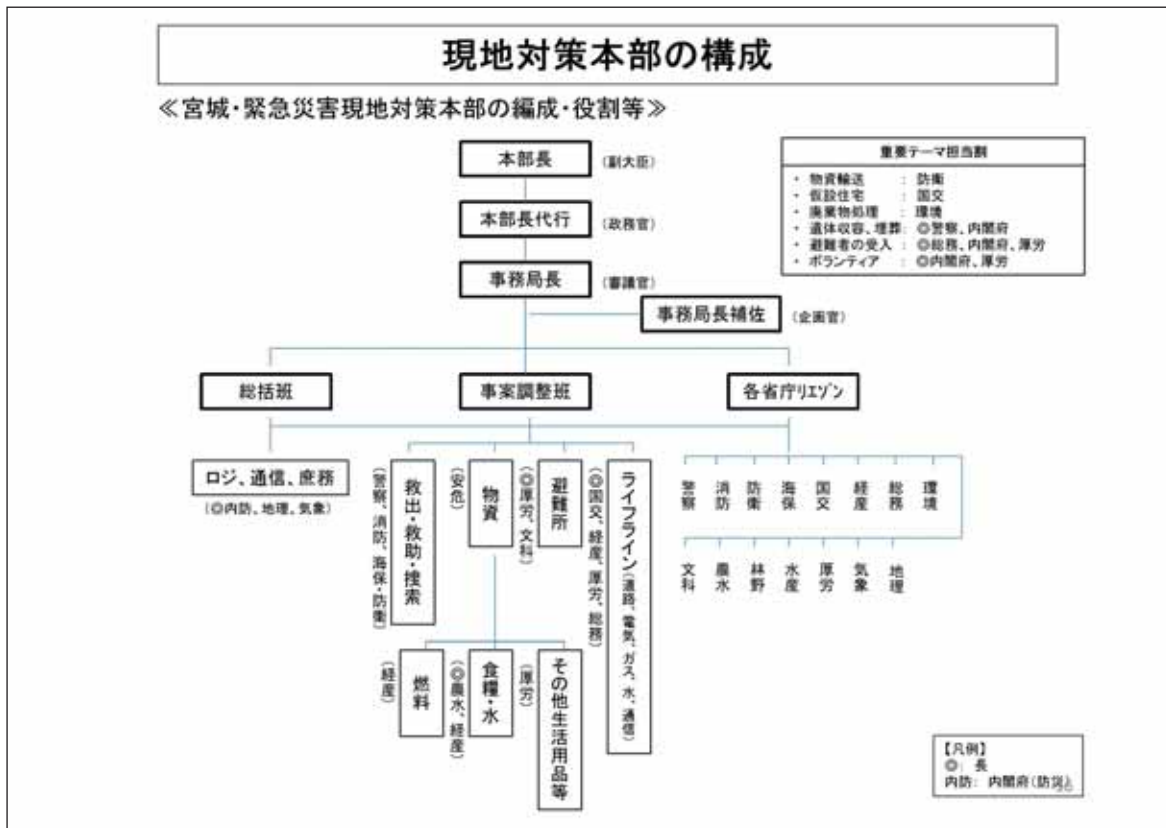 現地対策本部の構成
≪宮城・緊急災害現地対策本部の編成・役割等≫
本部長
(副大臣)
本部長代行
(政務官)
事務局長
(審議官)
事務局長補佐
(企画官)
重要テーマ担当割
・ 物資輸送 : 防衛
・ 仮設住宅 : 国交
・ 廃棄物処理 : 環境
・ 遺体収容、埋葬: ◎警察、内閣府
・ 避難者の受入 : ◎総務、内閣府、厚労
・ ボランティア : ◎内閣府、厚労
総括班
事案調整班
各省庁ﾘｴｿﾞﾝ
ロジ、通信、庶務
(◎内防、地理、気象)
救出・救助・捜索
(警察、消防、海保・防衛)
物資
(安危)
避難所
(◎厚労、文科)
ライフライン(道路、電気、ガス、水、通信)
(◎国交、経産、厚労、総務)
燃料
(経産)
食糧・水
(◎農水、経産)
その他生活用品等
(厚労)
警察
消防
防衛
海保
国交
経産
総務
環境
文科
農水
林野
水産
厚労
気象
地理
【凡例】
◎: 長
内防: 内閣府(防災)